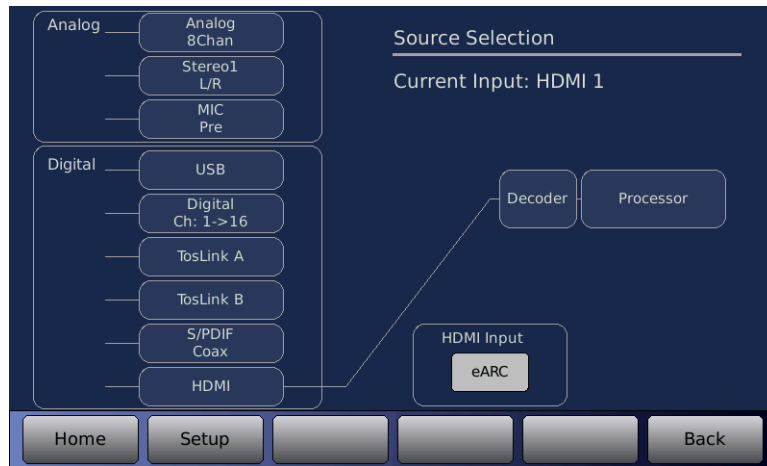 Analog
Analog
8Chan
Stereo1
L/R
MIC
Pre
Digital
USB
Digital
Ch: 1->16
TosLink A
TosLink B
S/PDIF
Coax
HDMI
Source Selection
Current Input: HDMI 1
Decoder
Processor
HDMI Input
eARC
Home
Setup
Back